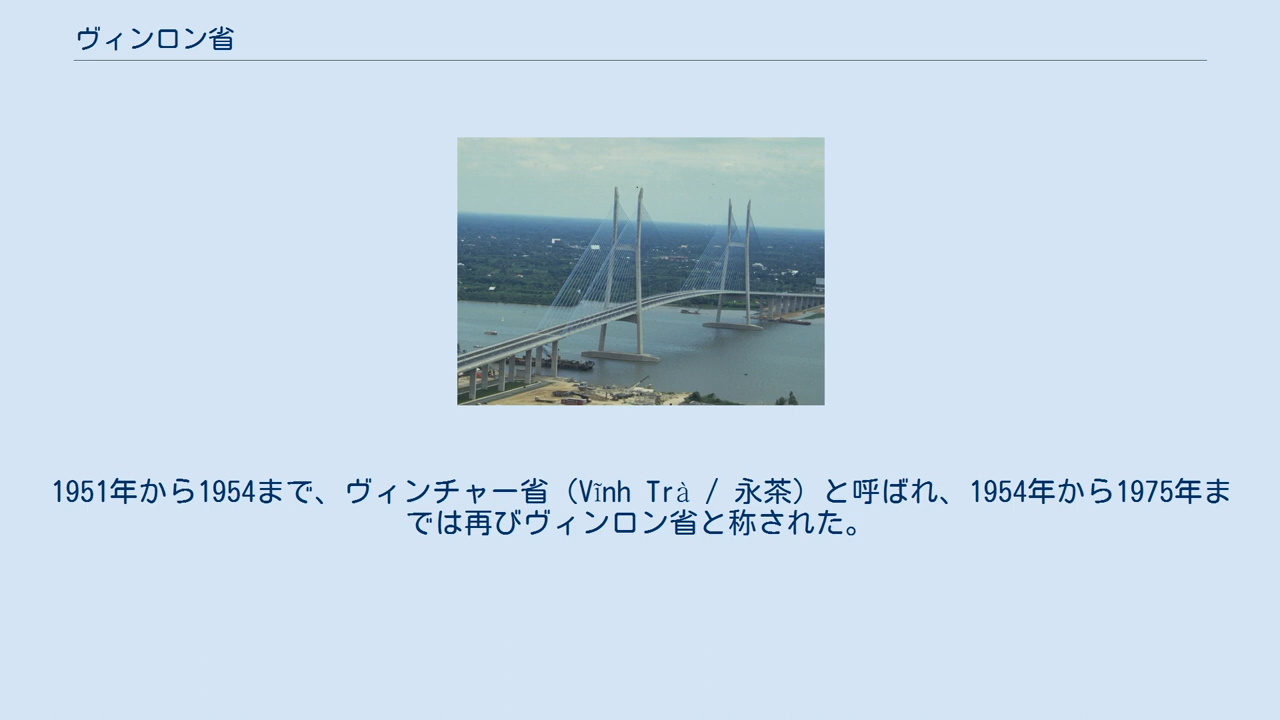 ヴィンロン省
1951年から1954まで、ヴィンチャー省（Vĩnh Trà / 永茶）と呼ばれ、1954年から1975年ま
では再びヴィンロン省と称された。